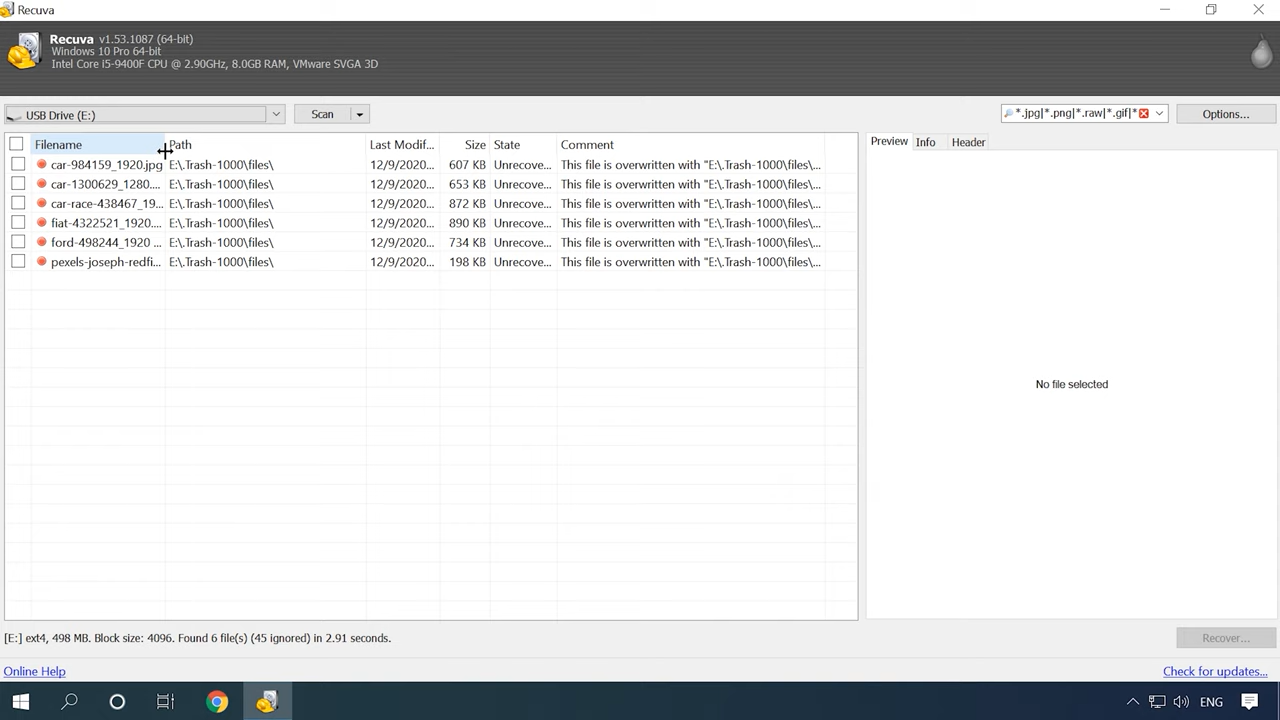 Recuva
Recuva v1.53.1087 (64-bit)
Windows 10 Pro 64-bit
Intel Core i5-9400F CPU @ 2.90GHz, 8.0GB RAM, VMware SVGA 3D
USB Drive (E:) Scan *.jpg|*.png|*.raw|*.gif|* Options...
Filename Path Last Modif... Size State Comment
car-984159_1920.jpg E:\.Trash-1000\files\ 12/9/2020... 607 KB Unrecove... This file is overwritten with "E:\.Trash-1000\files\...
car-1300629_1280.... E:\.Trash-1000\files\ 12/9/2020... 653 KB Unrecove... This file is overwritten with "E:\.Trash-1000\files\...
car-race-438467_19... E:\.Trash-1000\files\ 12/9/2020... 872 KB Unrecove... This file is overwritten with "E:\.Trash-1000\files\...
fiat-4322521_1920.... E:\.Trash-1000\files\ 12/9/2020... 890 KB Unrecove... This file is overwritten with "E:\.Trash-1000\files\...
ford-498244_1920 ... E:\.Trash-1000\files\ 12/9/2020... 734 KB Unrecove... This file is overwritten with "E:\.Trash-1000\files\...
pexels-joseph-redfi... E:\.Trash-1000\files\ 12/9/2020... 198 KB Unrecove... This file is overwritten with "E:\.Trash-1000\files\...
Preview Info Header
No file selected
[E:] ext4, 498 MB. Block size: 4096. Found 6 file(s) (45 ignored) in 2.91 seconds.
Recover...
Online Help
Check for updates...
ENG